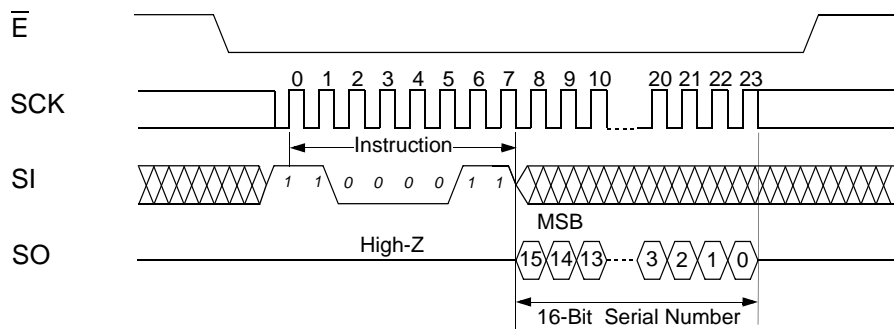 E
SCK
0 1 2 3 4 5 6 7 8 9 10 20 21 22 23
Instruction
SI
1 1 0 0 0 0 1 1
MSB
SO
High-Z
15 14 13 3 2 1 0
16-Bit Serial Number